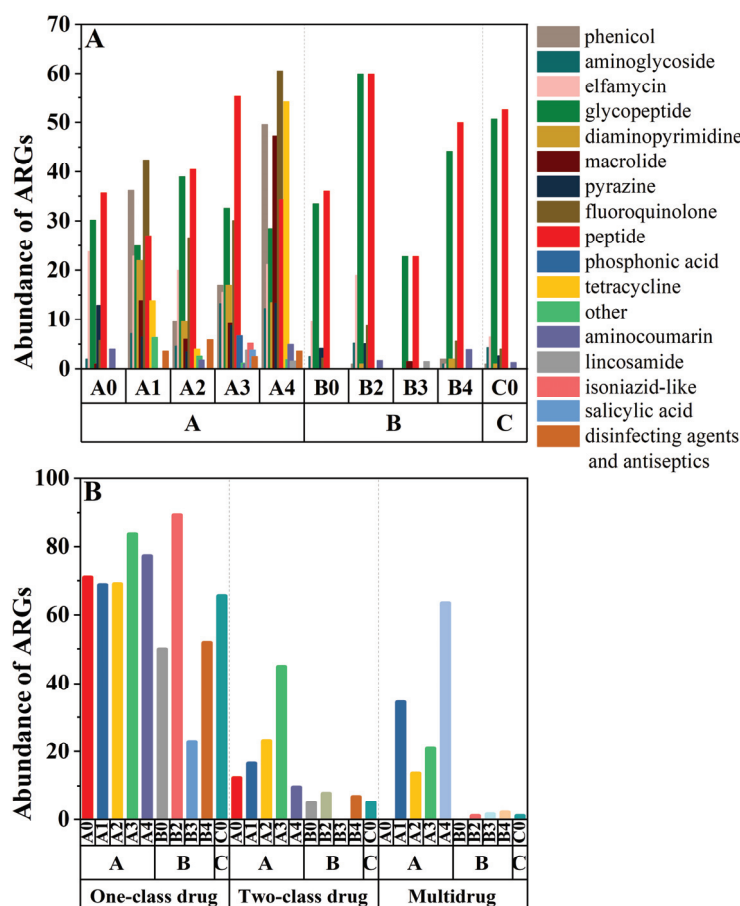 A
Abundance of ARGs
70
60
50
40
30
20
10
0
A0 A1 A2 A3 A4 B0 B2 B3 B4 C0
A B C
phenicol
aminoglycoside
elfamycin
glycopeptide
diaminopyrimidine
macrolide
pyrazine
fluoroquinolone
peptide
phosphonic acid
tetracycline
other
aminocoumarin
lincosamide
isoniazid-like
salicylic acid
disinfecting agents
and antiseptics
B
Abundance of ARGs
100
80
60
40
20
0
A0 A1 A2 A3 A4 B0 B2 B3 B4 C0 A0 A1 A2 A3 A4 B0 B2 B3 B4 C0 A0 A1 A2 A3 A4 B0 B2 B3 B4 C0
A B C A B C A B C
One-class drug Two-class drug Multidrug